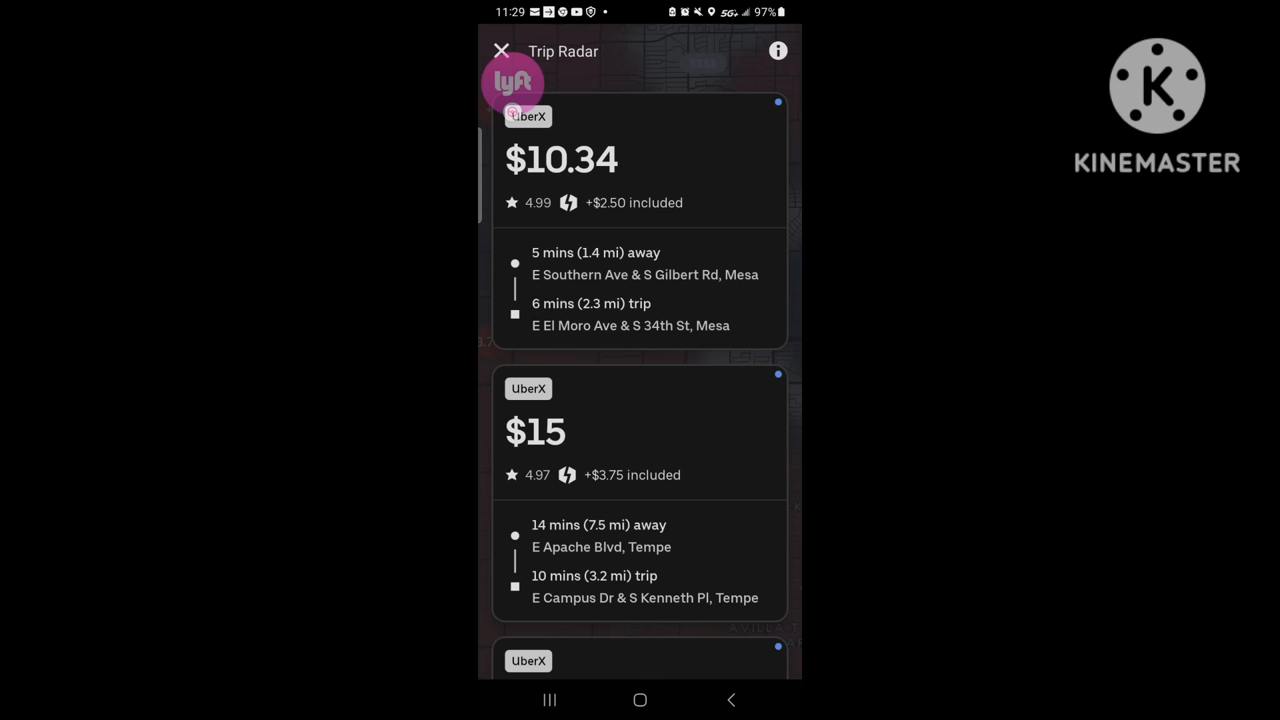 11:29
5G+ 97%
Trip Radar
lyft
UberX
$10.34
4.99 +$2.50 included
5 mins (1.4 mi) away
E Southern Ave & S Gilbert Rd, Mesa
6 mins (2.3 mi) trip
E El Moro Ave & S 34th St, Mesa
UberX
$15
4.97 +$3.75 included
14 mins (7.5 mi) away
E Apache Blvd, Tempe
10 mins (3.2 mi) trip
E Campus Dr & S Kenneth Pl, Tempe
UberX
K
KINEMASTER